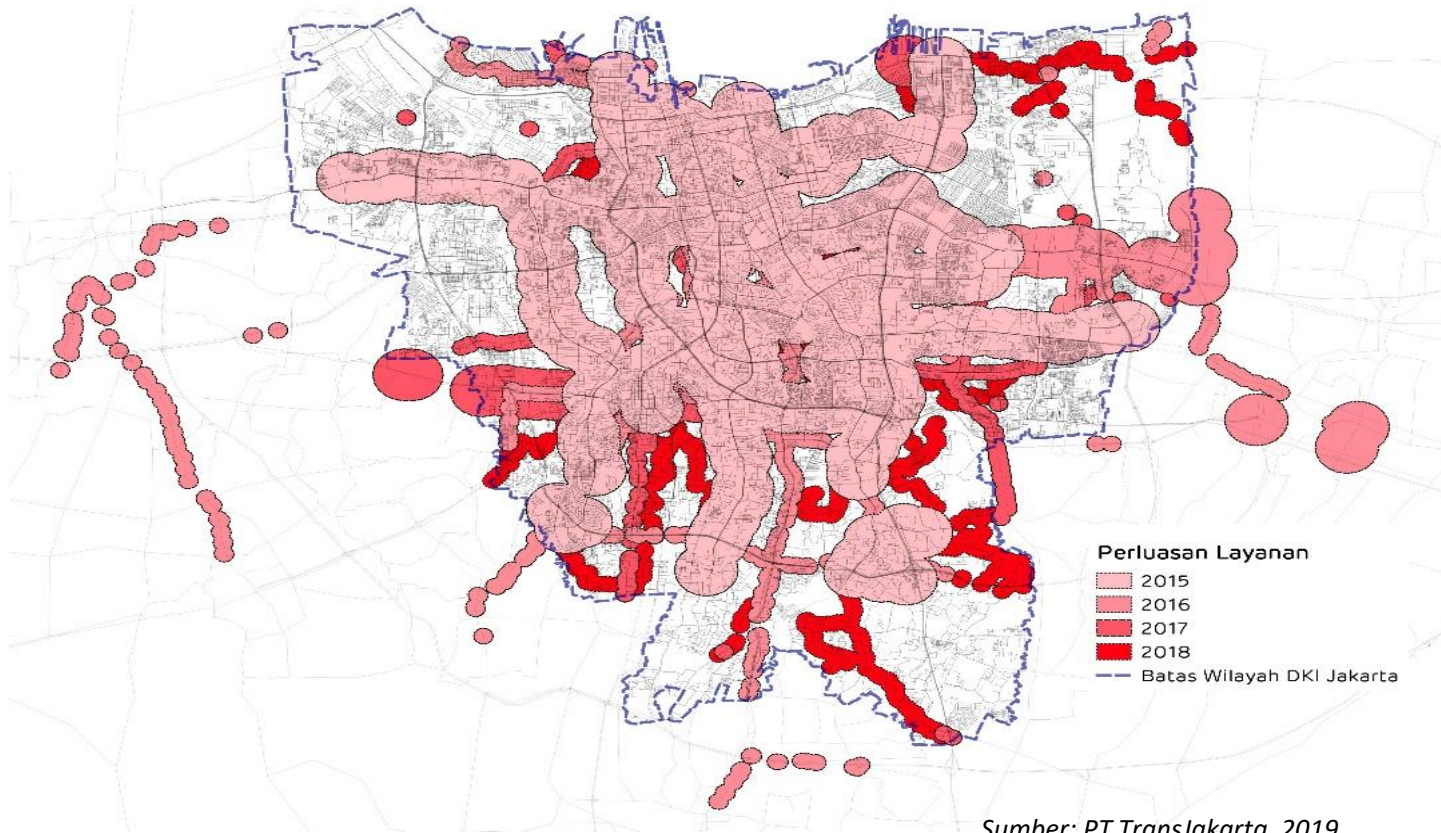 Perluasan Layanan
2015
2016
2017
2018
Batas Wilayah DKI Jakarta
Sumber: PT TransJakarta, 2019